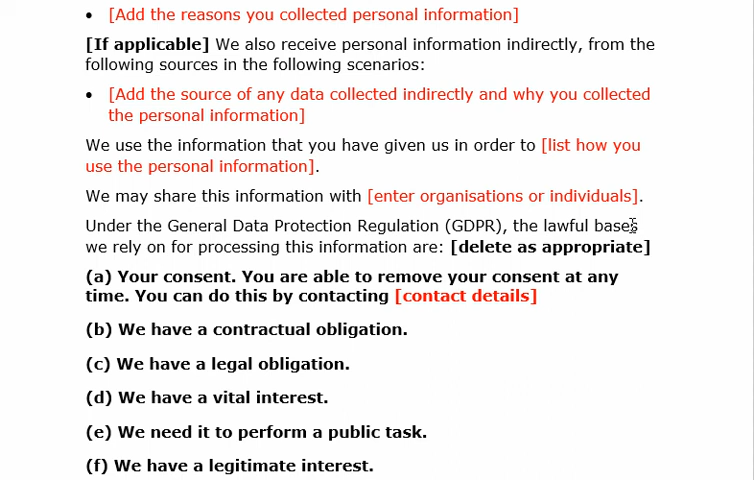 • [Add the reasons you collected personal information]
[If applicable] We also receive personal information indirectly, from the
following sources in the following scenarios:
• [Add the source of any data collected indirectly and why you collected
the personal information]
We use the information that you have given us in order to [list how you
use the personal information].
We may share this information with [enter organisations or individuals].
Under the General Data Protection Regulation (GDPR), the lawful bases
we rely on for processing this information are: [delete as appropriate]
(a) Your consent. You are able to remove your consent at any
time. You can do this by contacting [contact details]
(b) We have a contractual obligation.
(c) We have a legal obligation.
(d) We have a vital interest.
(e) We need it to perform a public task.
(f) We have a legitimate interest.